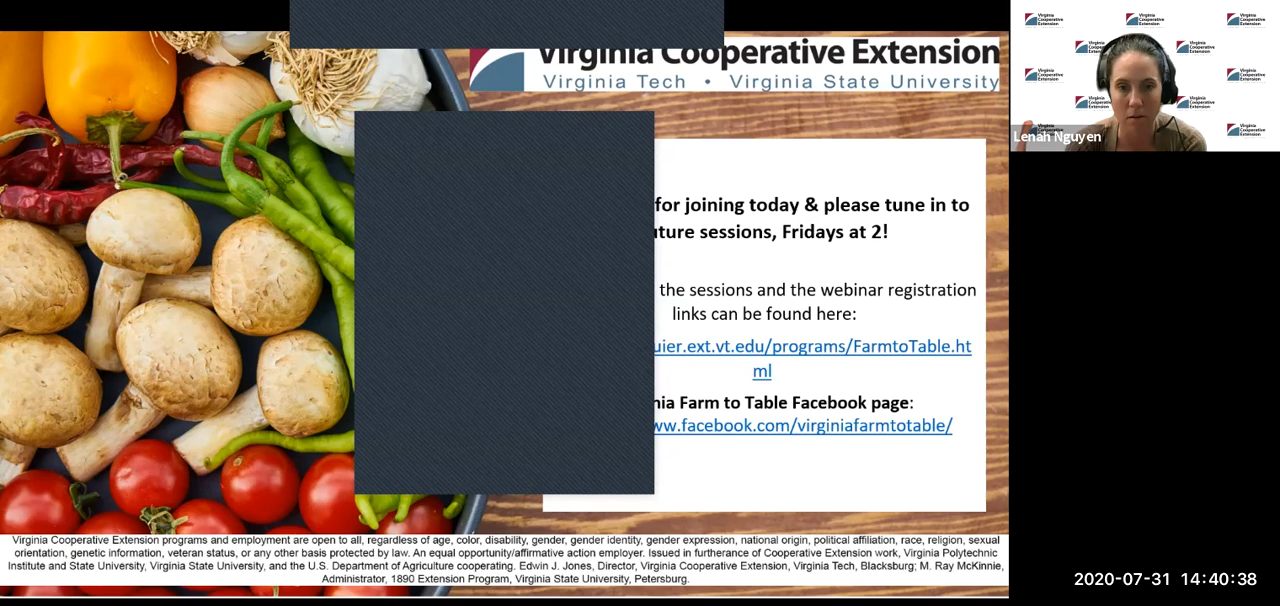 Virginia Cooperative Extension
Virginia Tech • Virginia State University
for joining today & please tune in to
uture sessions, Fridays at 2!
the sessions and the webinar registration
links can be found here:
uier.ext.vt.edu/programs/FarmtoTable.ht
ml
nia Farm to Table Facebook page:
ww.facebook.com/virginiafarmtotable/
Virginia Cooperative Extension programs and employment are open to all, regardless of age, color, disability, gender, gender identity, gender expression, national origin, political affiliation, race, religion, sexual
orientation, genetic information, veteran status, or any other basis protected by law. An equal opportunity/affirmative action employer. Issued in furtherance of Cooperative Extension work, Virginia Polytechnic
Institute and State University, Virginia State University, and the U.S. Department of Agriculture cooperating. Edwin J. Jones, Director, Virginia Cooperative Extension, Virginia Tech, Blacksburg; M. Ray McKinnie,
Administrator, 1890 Extension Program, Virginia State University, Petersburg.
Virginia
Cooperative
Extension
Lenah Nguyen
2020-07-31 14:40:38